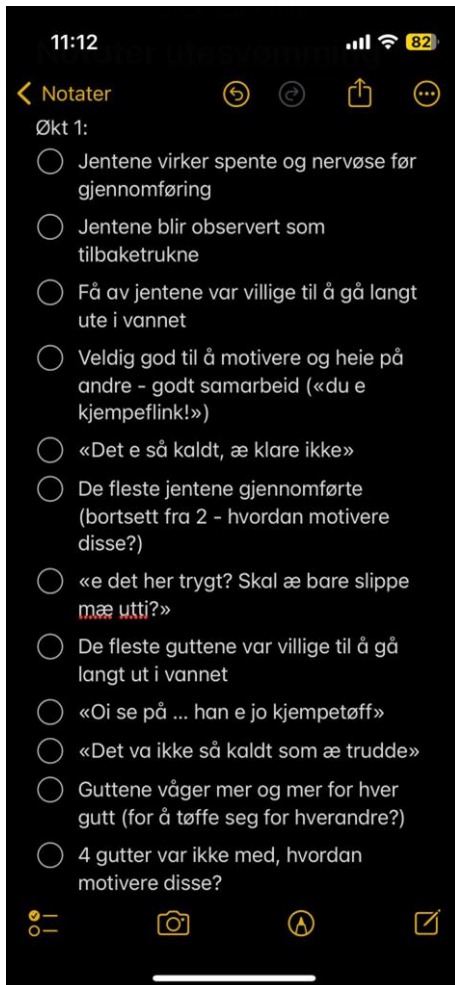 11:12
82
Notater utesvømming
Notater
Økt 1:
Jentene virker spente og nervøse før
gjennomføring
Jentene blir observert som
tilbaketrukne
Få av jentene var villige til å gå langt
ute i vannet
Veldig god til å motivere og heie på
andre - godt samarbeid («du e
kjempeflink!»)
«Det e så kaldt, æ klare ikke»
De fleste jentene gjennomførte
(bortsett fra 2 - hvordan motivere
disse?)
«e det her trygt? Skal æ bare slippe
mæ utti?»
De fleste guttene var villige til å gå
langt ut i vannet
«Oi se på ... han e jo kjempetøff»
«Det va ikke så kaldt som æ trudde»
Guttene våger mer og mer for hver
gutt (for å tøffe seg for hverandre?)
4 gutter var ikke med, hvordan
motivere disse?